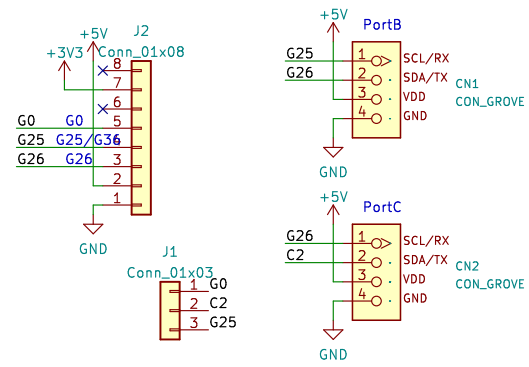 J2
Conn_01x08
+5V
+3V3
8
7
6
5
4
3
2
1
G0
G0
G25
G25/G36
G26
G26
GND
J1
Conn_01x03
1
G0
2
C2
3
G25
+5V
PortB
G25
1
SCL/RX
G26
2
SDA/TX
3
VDD
4
GND
CN1
CON_GROVE
GND
+5V
PortC
G26
1
SCL/RX
C2
2
SDA/TX
3
VDD
4
GND
CN2
CON_GROVE
GND